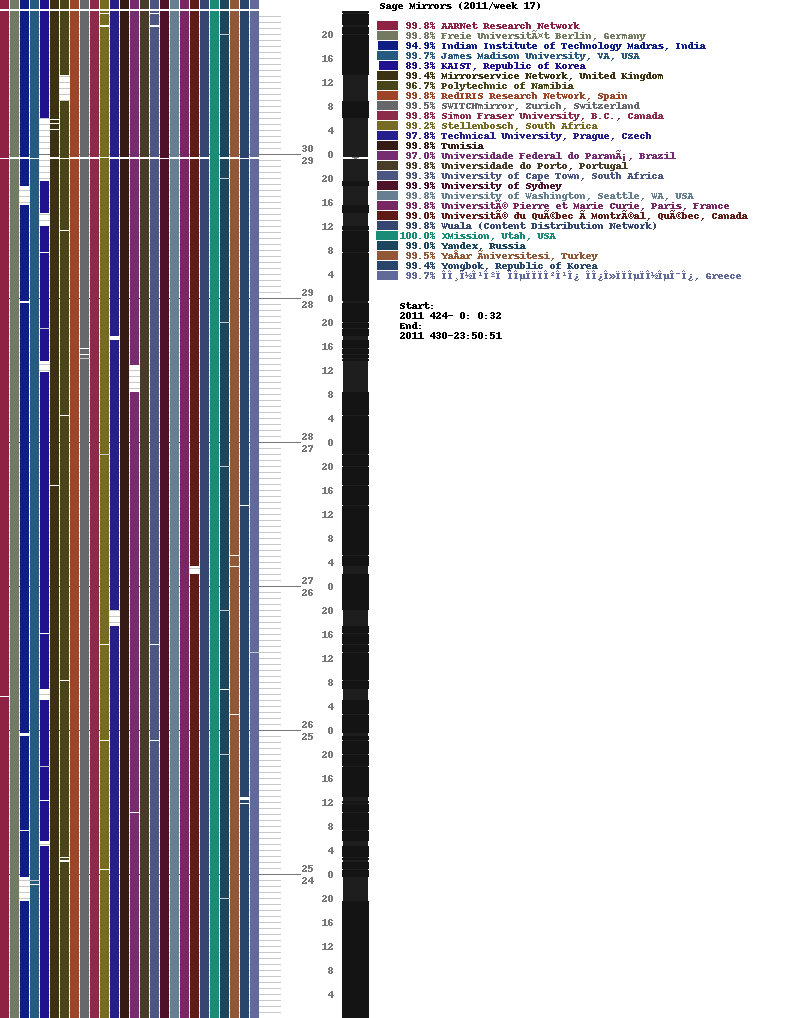 Sage Mirrors (2011/week 17)
99.8% AARNet Research Network
99.8% Freie UniversitÃ¤t Berlin, Germany
94.9% Indian Institute of Technology Madras, India
99.7% James Madison University, VA, USA
89.3% KAIST, Republic of Korea
99.4% Mirrorservice Network, United Kingdom
96.7% Polytechnic of Namibia
99.8% RedIRIS Research Network, Spain
99.5% SWITCHmirror, Zurich, Switzerland
99.8% Simon Fraser University, B.C., Canada
99.2% Stellenbosch, South Africa
97.8% Technical University, Prague, Czech
99.8% Tunisia
97.0% Universidade Federal do ParanÃ¡, Brazil
99.8% Universidade do Porto, Portugal
99.3% University of Cape Town, South Africa
99.9% University of Sydney
99.8% University of Washington, Seattle, WA, USA
99.8% UniversitÃ© Pierre et Marie Curie, Paris, France
99.0% UniversitÃ© du QuÃ©bec Ã MontrÃ©al, QuÃ©bec, Canada
99.8% Wuala (Content Distribution Network)
100.0% XMission, Utah, USA
99.0% Yandex, Russia
99.5% YaÅar Ãniversitesi, Turkey
99.4% Yongbok, Republic of Korea
99.7% Greece
Start:
2011 424- 0: 0:32
End:
2011 430-23:50:51
20
16
12
8
4
30
0
29
20
16
12
8
4
29
0
28
20
16
12
8
4
28
0
27
20
16
12
8
4
27
0
26
20
16
12
8
4
26
0
25
20
16
12
8
4
25
0
24
20
16
12
8
4